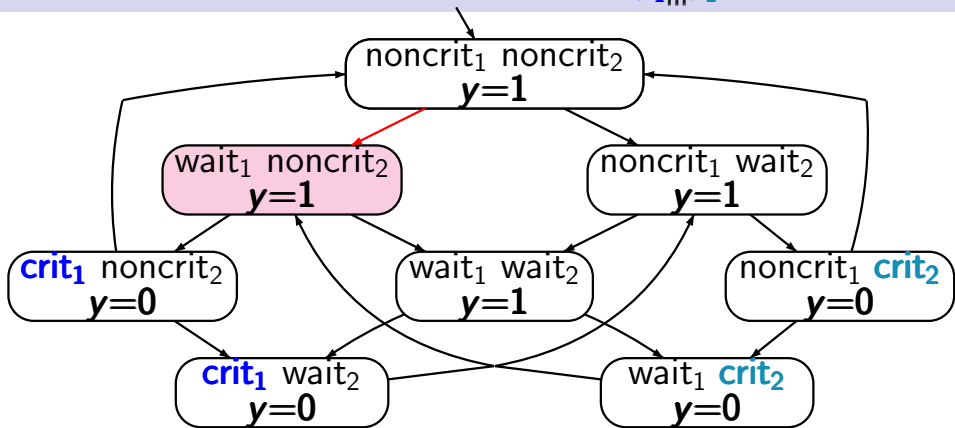 noncrit₁ noncrit₂
y=1
wait₁ noncrit₂
y=1
noncrit₁ wait₂
y=1
crit₁ noncrit₂
y=0
wait₁ wait₂
y=1
noncrit₁ crit₂
y=0
crit₁ wait₂
y=0
wait₁ crit₂
y=0